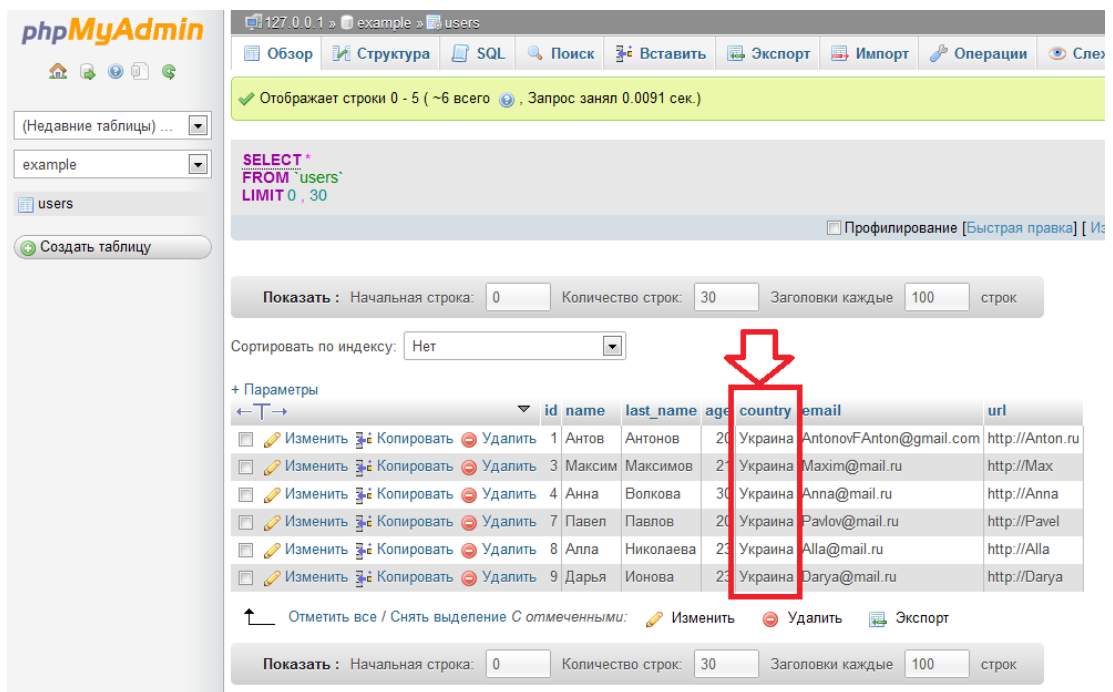 phpMyAdmin
127.0.0.1 » example » users
Обзор Структура SQL Поиск Вставить Экспорт Импорт Операции Слеж
Отображает строки 0 - 5 ( ~6 всего , Запрос занял 0.0091 сек.)
(Недавние таблицы) ...
example
users
Создать таблицу
SELECT *
FROM `users`
LIMIT 0 , 30
Профилирование [Быстрая правка] [ Из
Показать : Начальная строка: 0 Количество строк: 30 Заголовки каждые 100 строк
Сортировать по индексу: Нет
+ Параметры
←T→ id name last_name age country email url
Изменить Копировать Удалить 1 Антов Антонов 20 Украина AntonovFAnton@gmail.com http://Anton.ru
Изменить Копировать Удалить 3 Максим Максимов 21 Украина Maxim@mail.ru http://Max
Изменить Копировать Удалить 4 Анна Волкова 30 Украина Anna@mail.ru http://Anna
Изменить Копировать Удалить 7 Павел Павлов 20 Украина Pavlov@mail.ru http://Pavel
Изменить Копировать Удалить 8 Алла Николаева 23 Украина Alla@mail.ru http://Alla
Изменить Копировать Удалить 9 Дарья Ионова 23 Украина Darya@mail.ru http://Darya
Отметить все / Снять выделение С отмеченными: Изменить Удалить Экспорт
Показать : Начальная строка: 0 Количество строк: 30 Заголовки каждые 100 строк